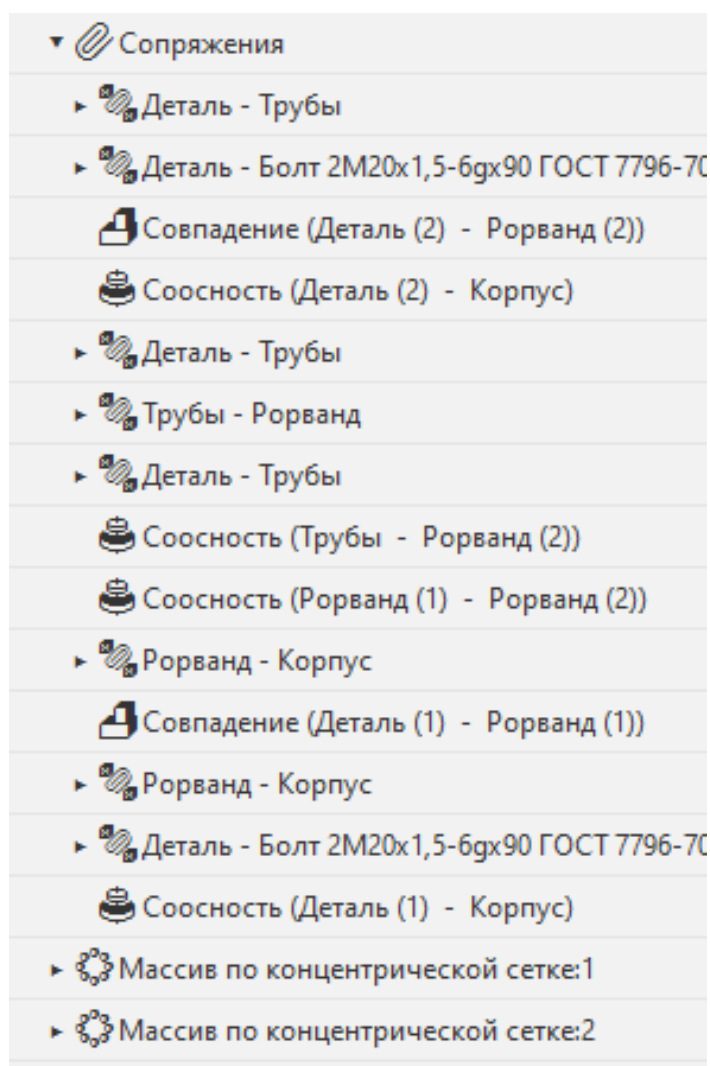 Сопряжения
Деталь - Трубы
Деталь - Болт 2М20х1,5-6gх90 ГОСТ 7796-70
Совпадение (Деталь (2) - Рорванд (2))
Соосность (Деталь (2) - Корпус)
Деталь - Трубы
Трубы - Рорванд
Деталь - Трубы
Соосность (Трубы - Рорванд (2))
Соосность (Рорванд (1) - Рорванд (2))
Рорванд - Корпус
Совпадение (Деталь (1) - Рорванд (1))
Рорванд - Корпус
Деталь - Болт 2М20х1,5-6gх90 ГОСТ 7796-70
Соосность (Деталь (1) - Корпус)
Массив по концентрической сетке:1
Массив по концентрической сетке:2